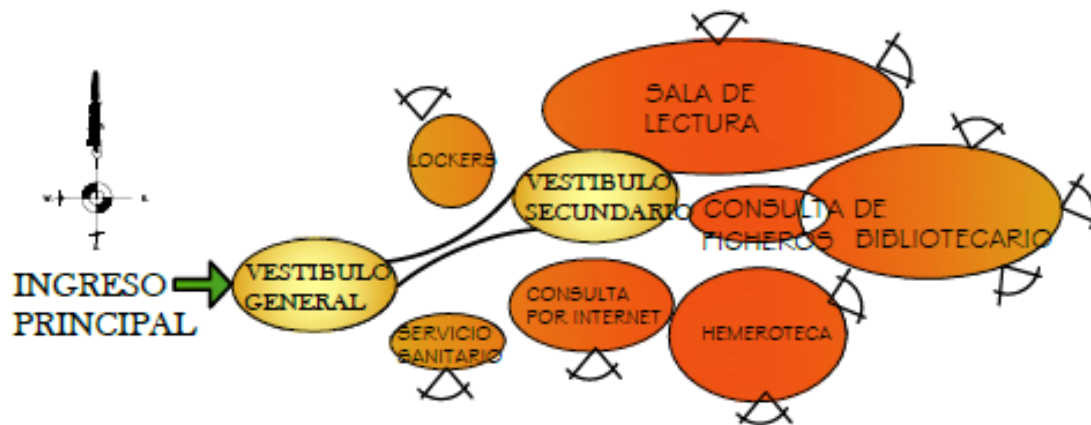 SALA DE
LECTURA
LOCKERS
VESTIBULO
SECUNDARIO
CONSULTA DE
FICHEROS BIBLIOTECARIO
INGRESO
PRINCIPAL
VESTIBULO
GENERAL
CONSULTA
POR INTERNET
SERVICIO
SANITARIO
HEMEROTECA